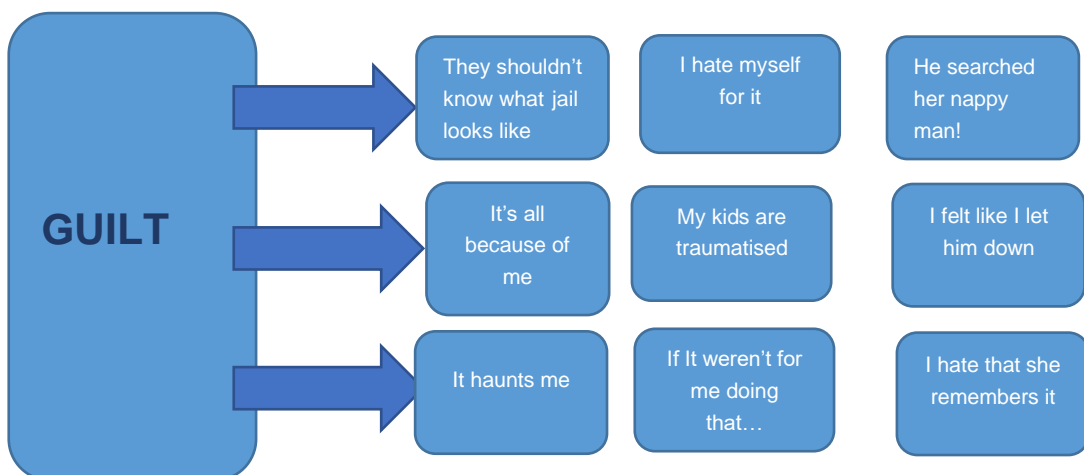 GUILT
They shouldn’t
know what jail
looks like
I hate myself
for it
He searched
her nappy
man!
It’s all
because of
me
My kids are
traumatised
I felt like I let
him down
It haunts me
If It weren’t for
me doing
that…
I hate that she
remembers it